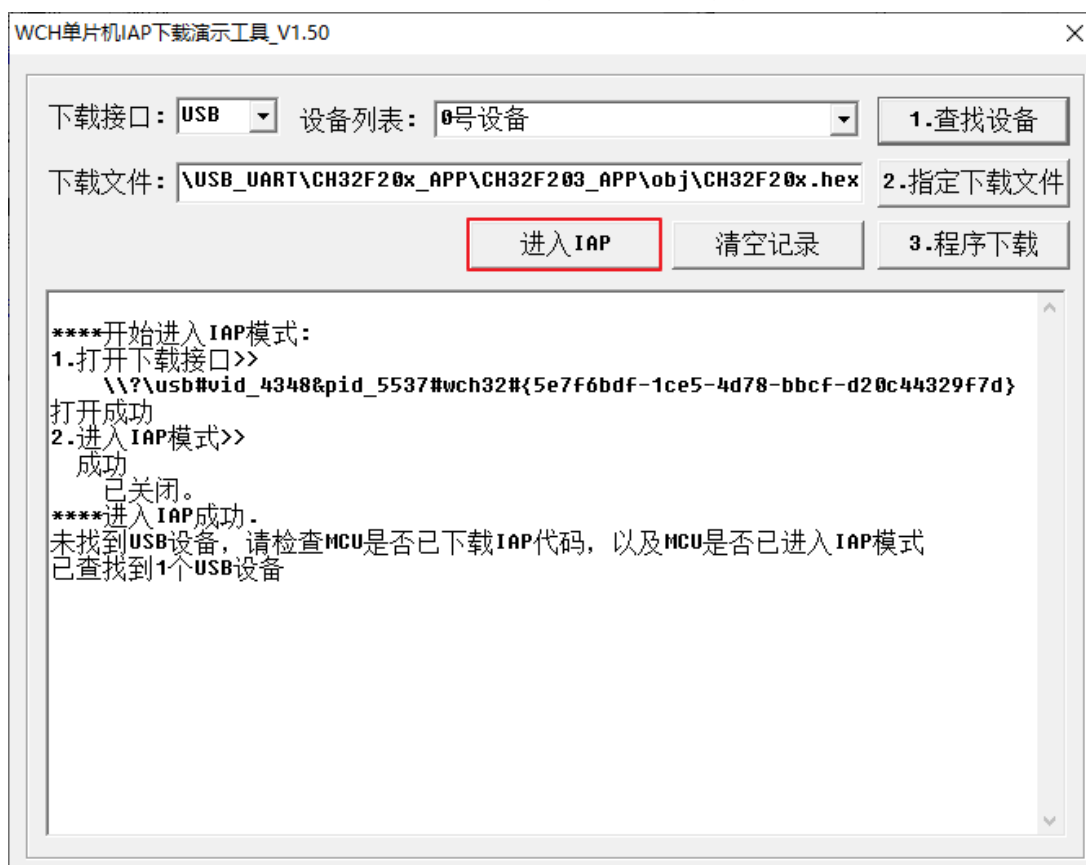 WCH单片机IAP下载演示工具_V1.50
下载接口: USB 设备列表: 0号设备 1.查找设备
下载文件: \USB_UART\CH32F20x_APP\CH32F203_APP\obj\CH32F20x.hex 2.指定下载文件
进入IAP 清空记录 3.程序下载
****开始进入IAP模式:
1.打开下载接口>>
\\?\usb#vid_4348&pid_5537#wch32#{5e7f6bdf-1ce5-4d78-bbcf-d20c44329f7d}
打开成功
2.进入IAP模式>>
成功
已关闭。
****进入IAP成功.
未找到USB设备，请检查MCU是否已下载IAP代码，以及MCU是否已进入IAP模式
已查找到1个USB设备